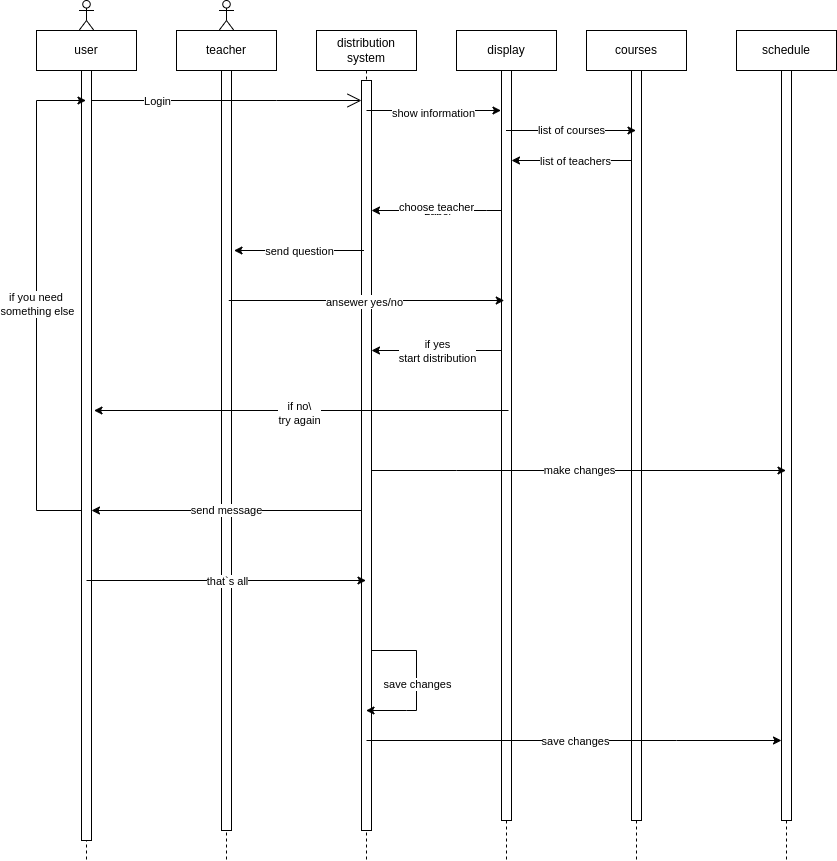 user
teacher
distribution
system
display
courses
schedule
Login
show information
list of courses
list of teachers
choose teacher
send question
if you need
something else
ansewer yes/no
if yes
start distribution
if no\
try again
make changes
send message
that`s all
save changes
save changes